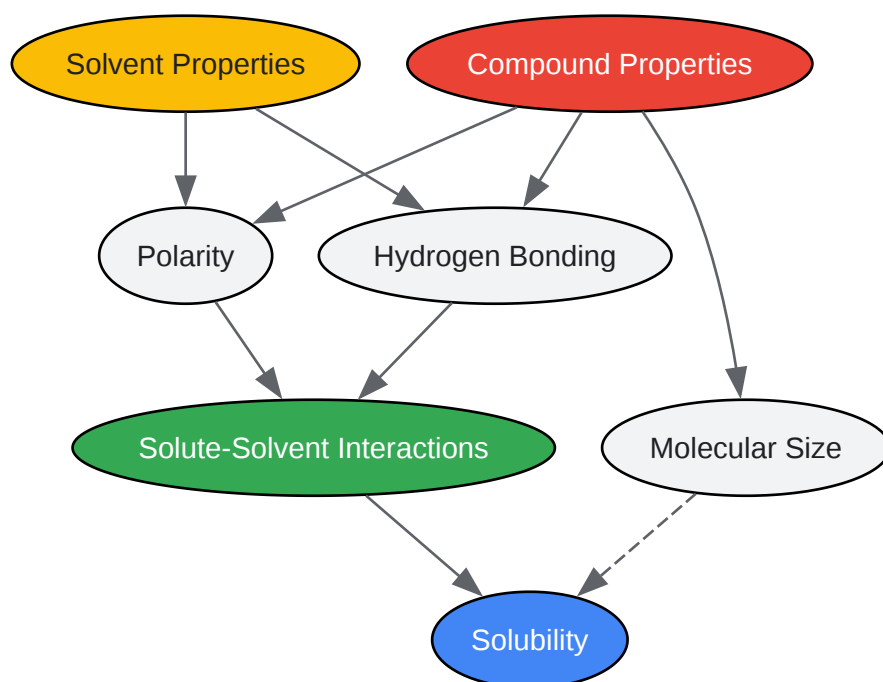 Solvent Properties
Compound Properties
Polarity
Hydrogen Bonding
Solute-Solvent Interactions
Molecular Size
Solubility